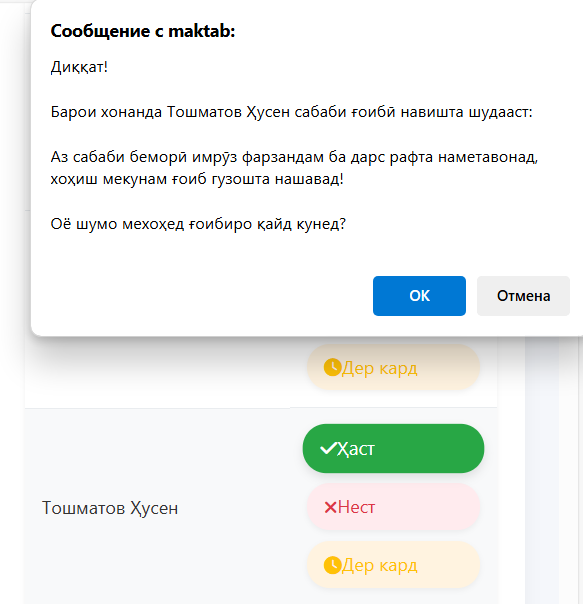 Сообщение с maktab:
Диққат!
Барои хонанда Тошматов Ҳусен сабаби ғоибӣ навишта шудааст:
Аз сабаби беморӣ имрӯз фарзандам ба дарс рафта наметавонад,
хоҳиш мекунам ғоиб гузошта нашавад!
Оё шумо мехоҳед ғоибиро қайд кунед?
ОК
Отмена
Дер кард
Ҳаст
Тошматов Ҳусен
Нест
Дер кард